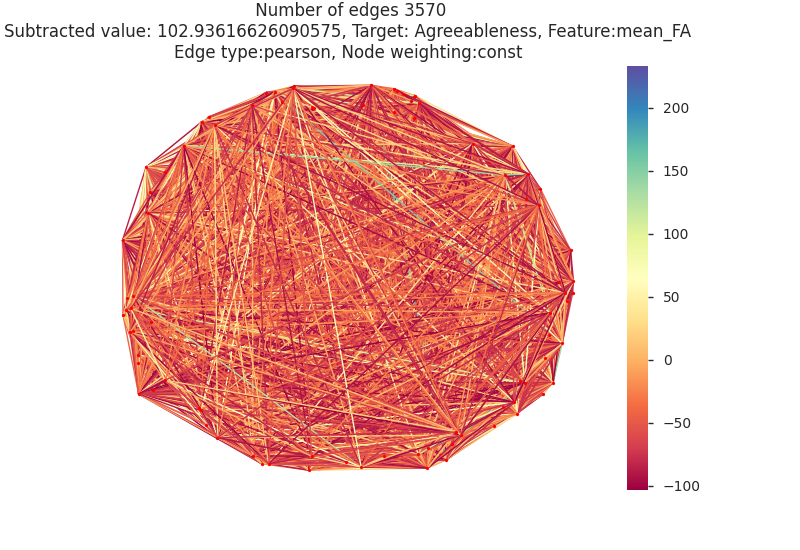 Number of edges 3570
Subtracted value: 102.93616626090575, Target: Agreeableness, Feature:mean_FA
Edge type:pearson, Node weighting:const
200
150
100
50
0
−50
−100